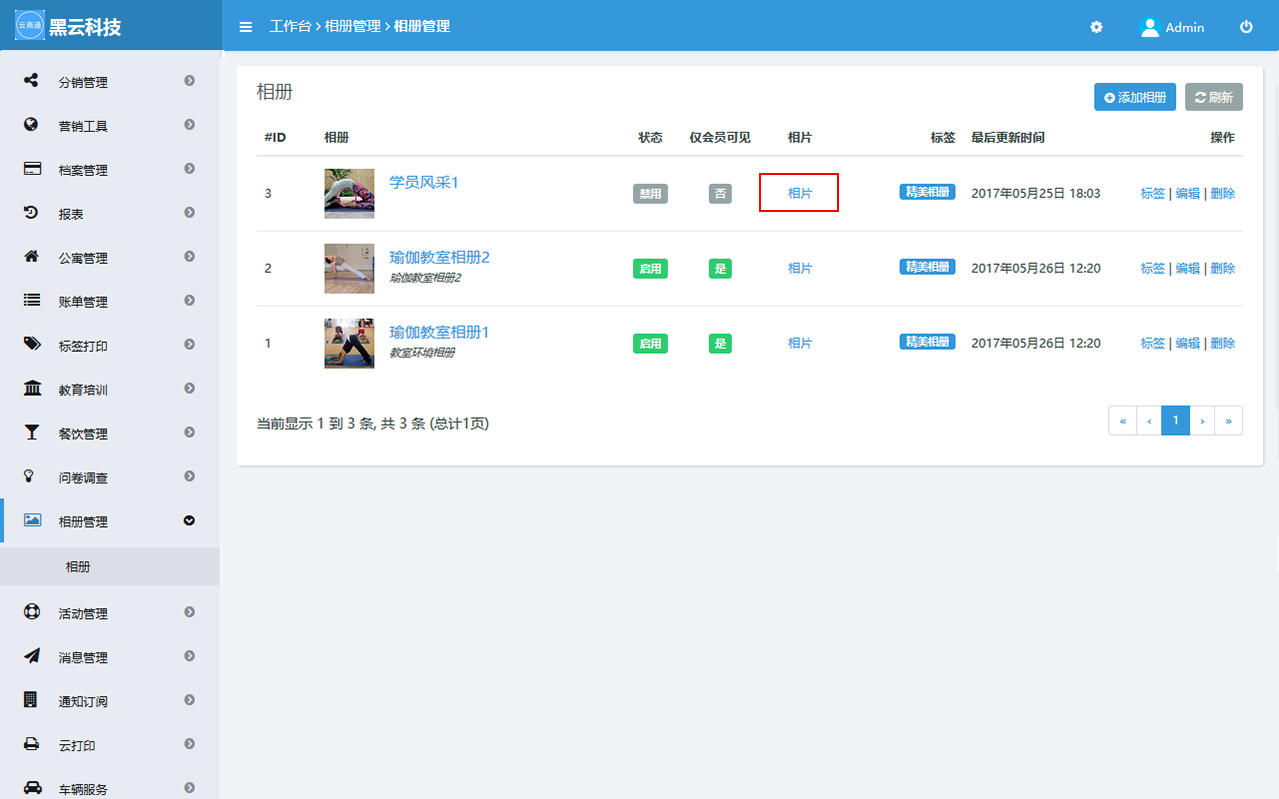 云商通 黑云科技
工作台 › 相册管理 › 相册管理
Admin
分销管理
营销工具
档案管理
报表
公寓管理
账单管理
标签打印
教育培训
餐饮管理
问卷调查
相册管理
相册
活动管理
消息管理
通知订阅
云打印
车辆服务
相册
添加相册 刷新
#ID 相册 状态 仅会员可见 相片 标签 最后更新时间 操作
3 学员风采1 禁用 否 相片 精美相册 2017年05月25日 18:03 标签 | 编辑 | 删除
2 瑜伽教室相册2 启用 是 相片 精美相册 2017年05月26日 12:20 标签 | 编辑 | 删除
瑜伽教室相册2
1 瑜伽教室相册1 启用 是 相片 精美相册 2017年05月26日 12:20 标签 | 编辑 | 删除
教室环境相册
当前显示 1 到 3 条, 共 3 条 (总计1页)
« ‹ 1 › »